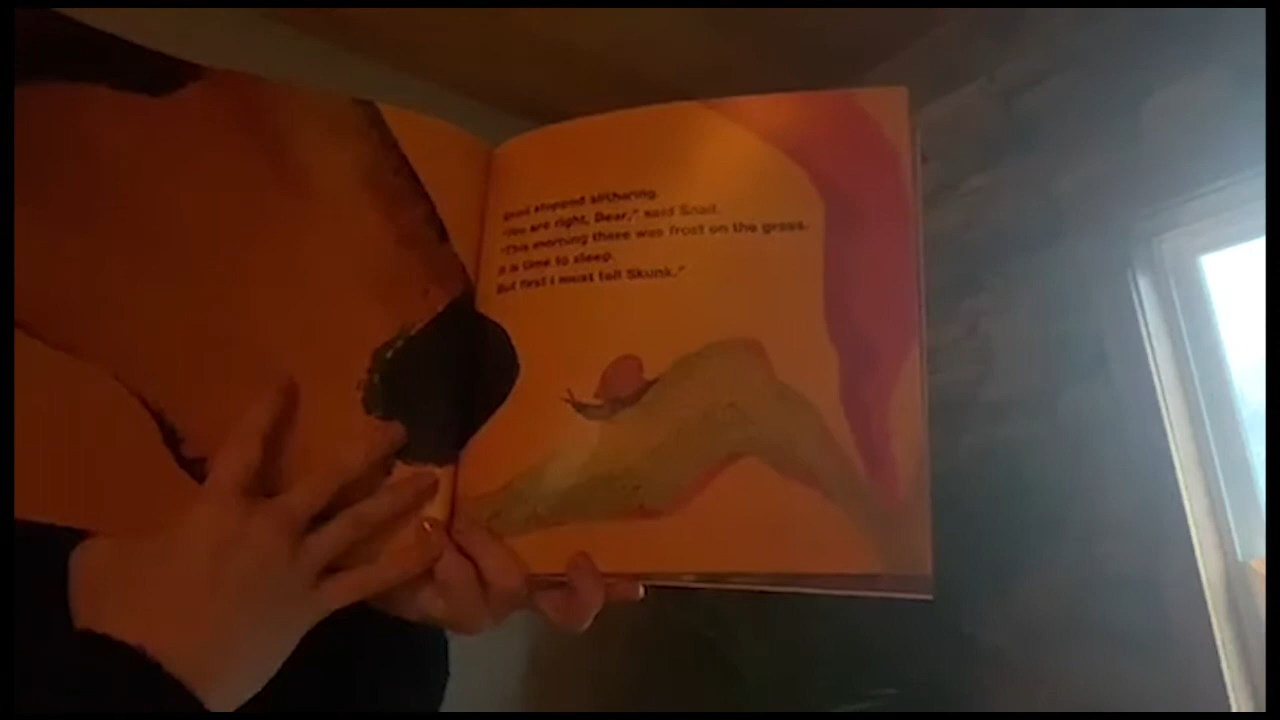 Snail stopped slithering.
"You are right, Bear," said Snail.
"This morning there was frost on the grass.
It is time to sleep.
But first I must tell Skunk."